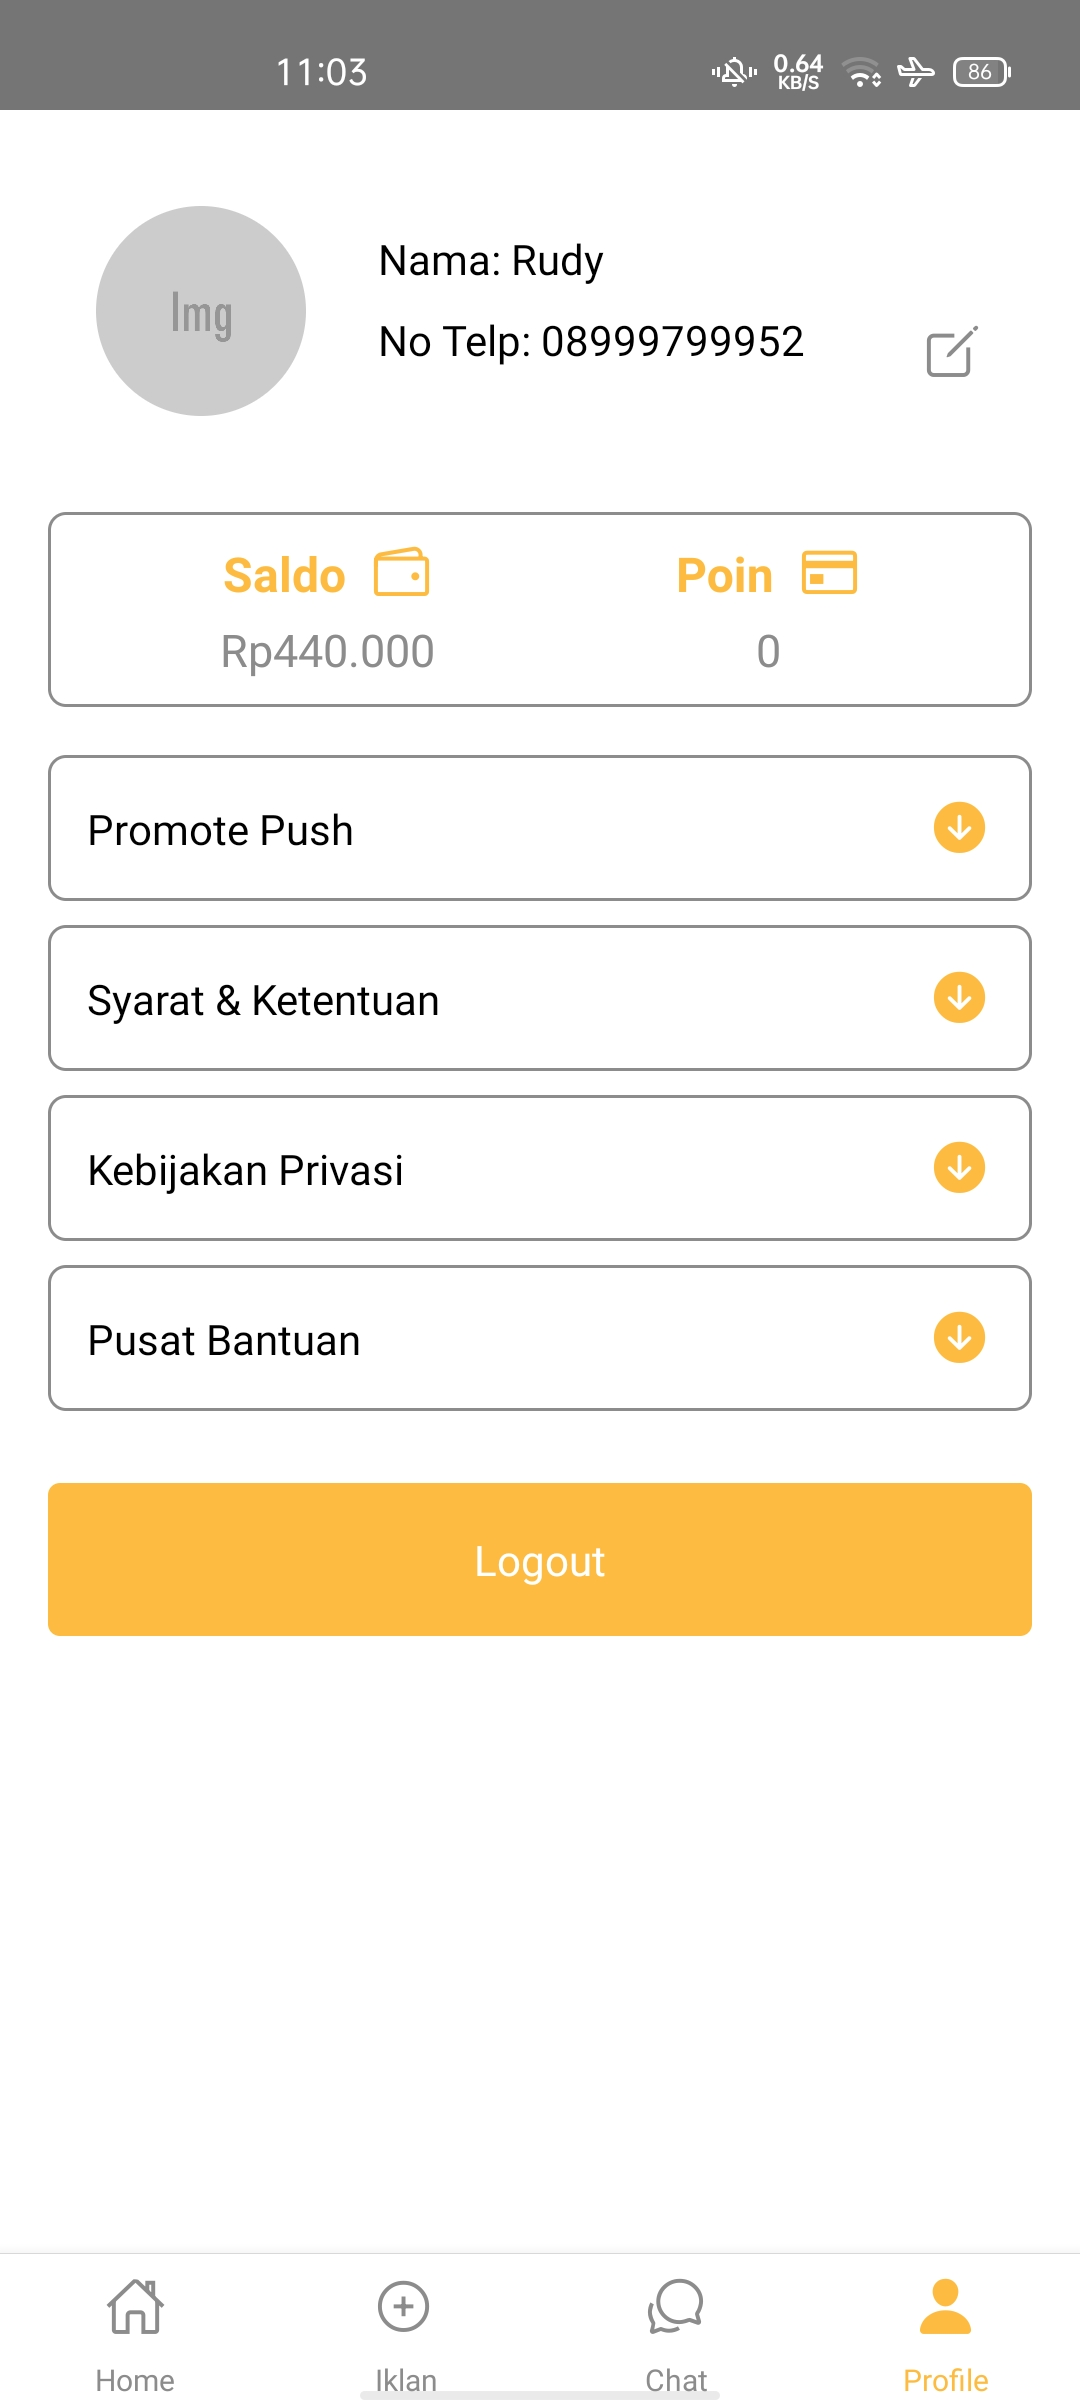 11:03 0.64 KB/S 86
Img
Nama: Rudy
No Telp: 08999799952
Saldo Poin
Rp440.000 0
Promote Push
Syarat & Ketentuan
Kebijakan Privasi
Pusat Bantuan
Logout
Home Iklan Chat Profile